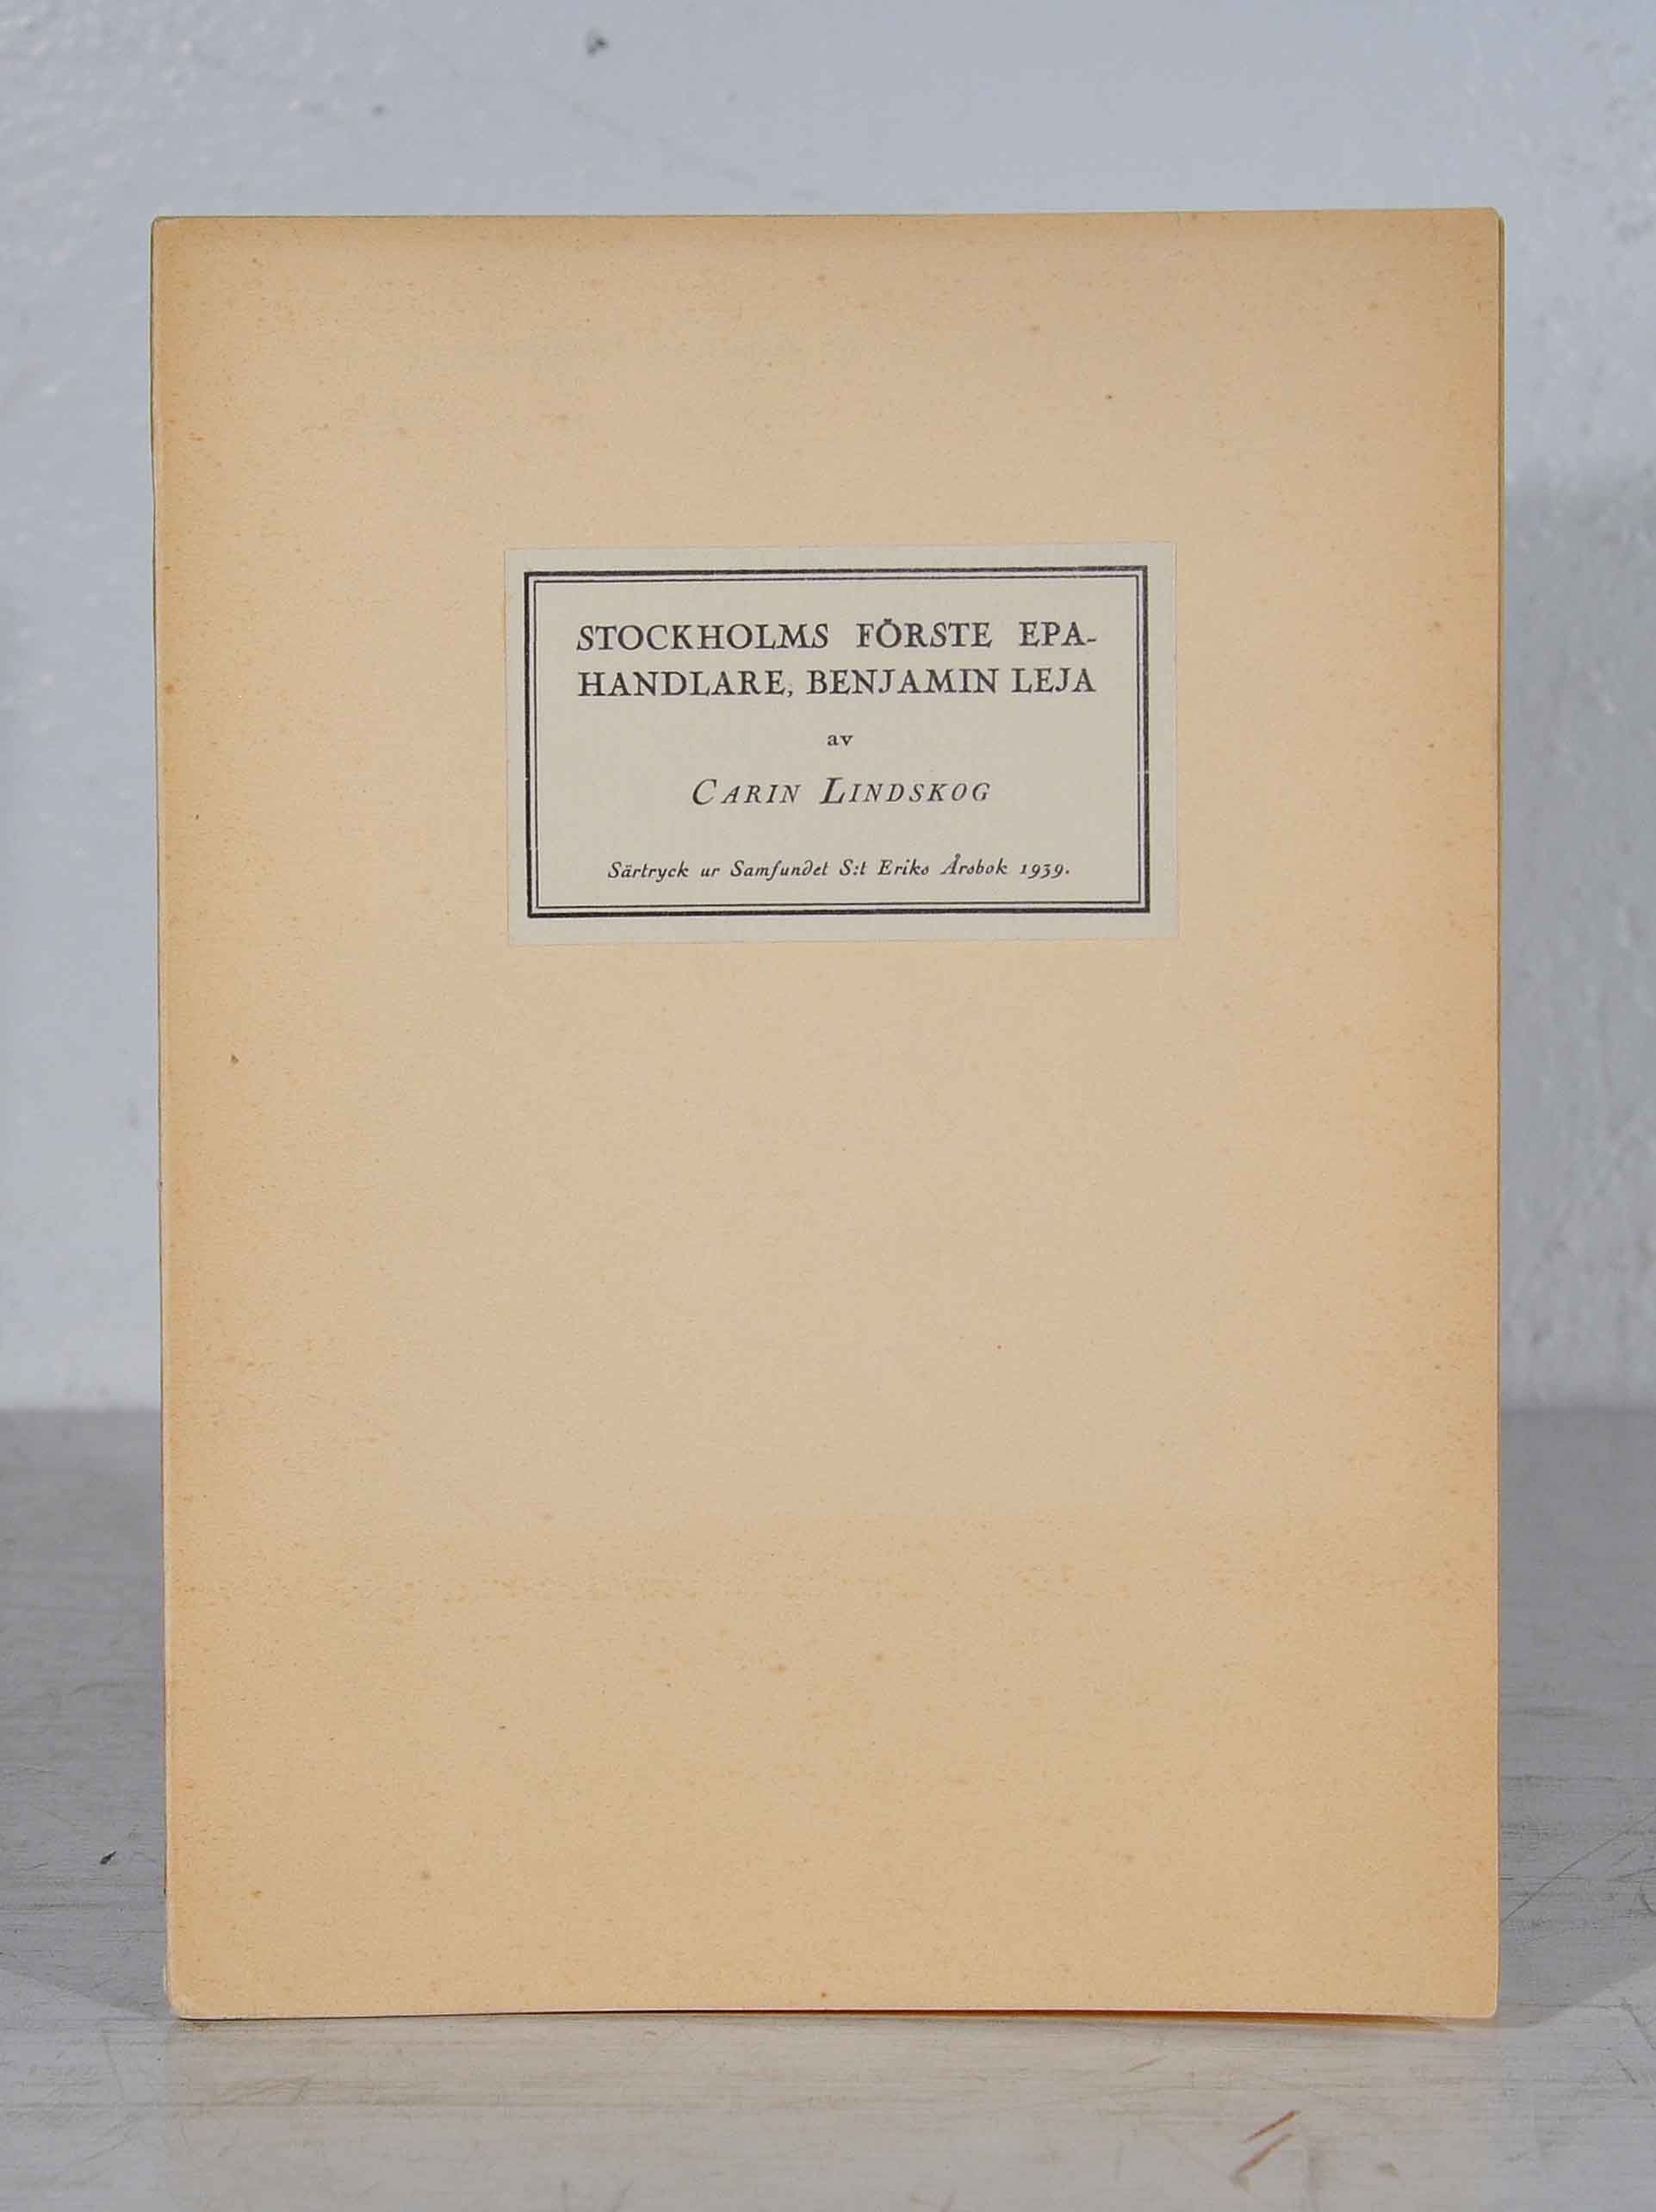 STOCKHOLMS FÖRSTE EPA-
HANDLARE, BENJAMIN LEJA
av
CARIN LINDSKOG
Särtryck ur Samfundet S:t Eriks Årsbok 1939.